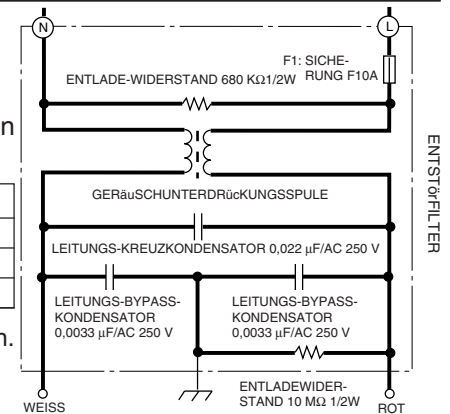 N
L
F1: SICHE-
RUNG F10A
ENTLADE-WIDERSTAND 680 KΩ1/2W
n
ENTSTörFILTER
GERäuSCHUNTERDRücKUNGSSPULE
LEITUNGS-KREUZKONDENSATOR 0,022 µF/AC 250 V
LEITUNGS-BYPASS-
KONDENSATOR
0,0033 µF/AC 250 V
LEITUNGS-BYPASS-
KONDENSATOR
0,0033 µF/AC 250 V
n.
ENTLADEWIDER-
STAND 10 MΩ 1/2W
WEISS
ROT